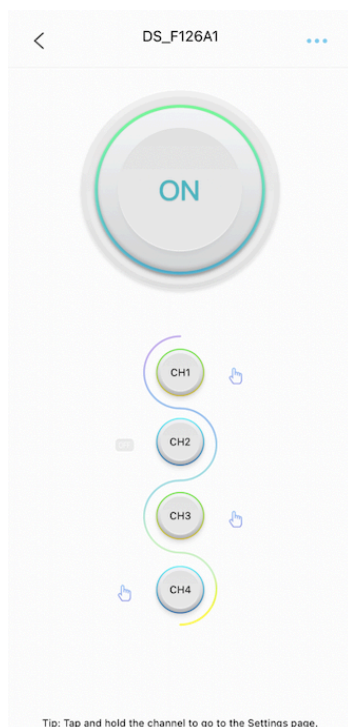 DS_F126A1
ON
CH1
CH2
CH3
CH4
Tip: Tap and hold the channel to go to the Settings page.